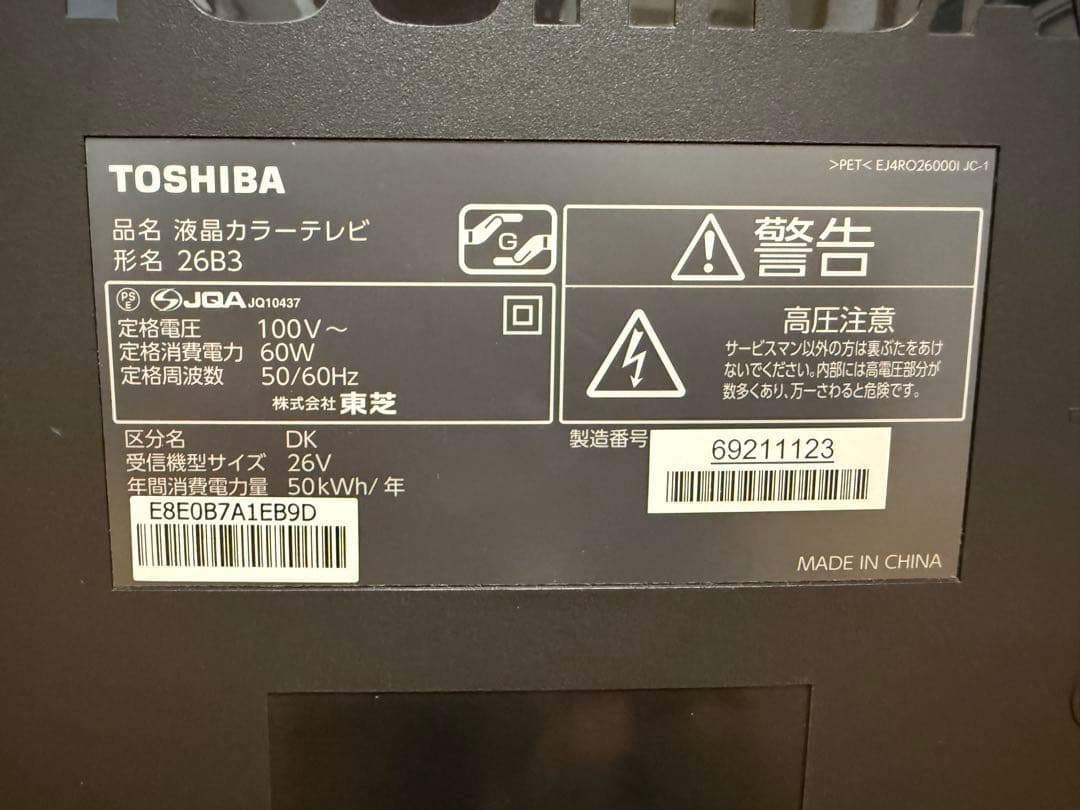 >PET< EJ4RO26000I JC-1
TOSHIBA
品名 液晶カラーテレビ
形名 26B3
G
PS
E
JQA JQ10437
定格電圧 100V～
定格消費電力 60W
定格周波数 50/60Hz
株式会社 東芝
区分名 DK
受信機型サイズ 26V
年間消費電力量 50kWh/年
E8E0B7A1EB9D
警告
高圧注意
サービスマン以外の方は裏ぶたをあけ
ないでください。内部には高電圧部分が
数多くあり、万一さわると危険です。
製造番号
69211123
MADE IN CHINA